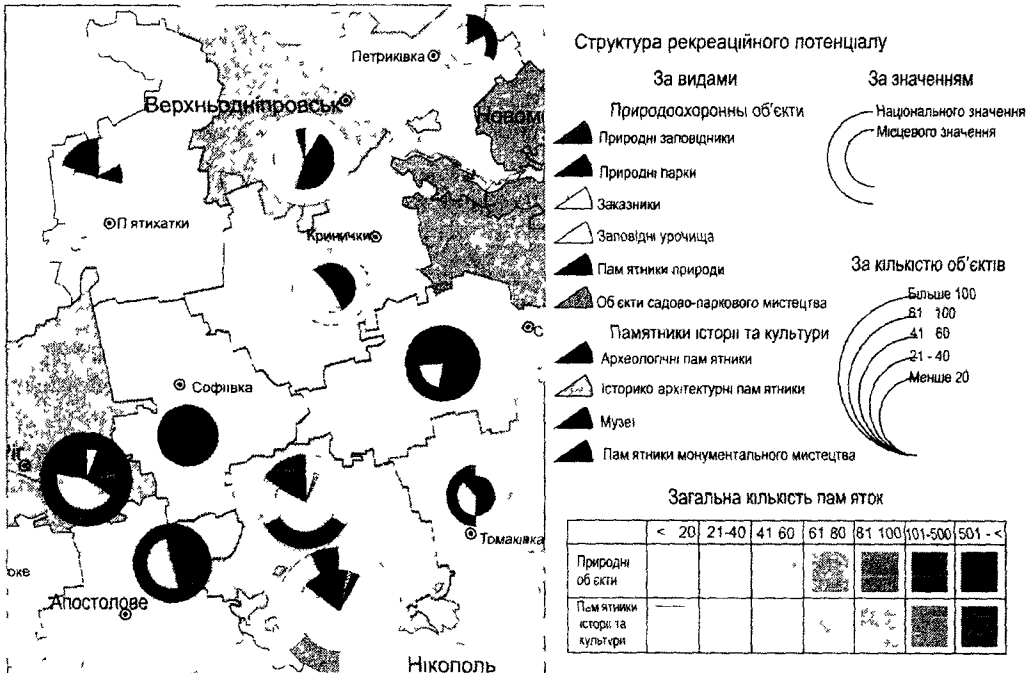 Петриківка
Верхньодніпровськ
Новом
П ятихатки
Кринички
С
Софіївка
Томаківка
оке
Апостолове
Нікополь
Структура рекреаційного потенціалу
За видами
Природоохоронны об'єкти
Природні заповідники
Природні парки
Заказники
Заповідні урочища
Пам ятники природи
Об єкти садово-паркового мистецтва
Памятники історії та культури
Археологічні пам ятники
Історико архітектурні пам ятники
Музеї
Пам ятники монументального мистецтва
За значенням
Національного значення
Місцевого значення
За кількістю об'єктів
Більше 100
61 100
41 60
21 - 40
Менше 20
Загальна кількість пам яток
< 20 21-40 41 60 61 80 81 100 101-500 501 - <
Природні
об єкти
Пам ятники
історії та
культури